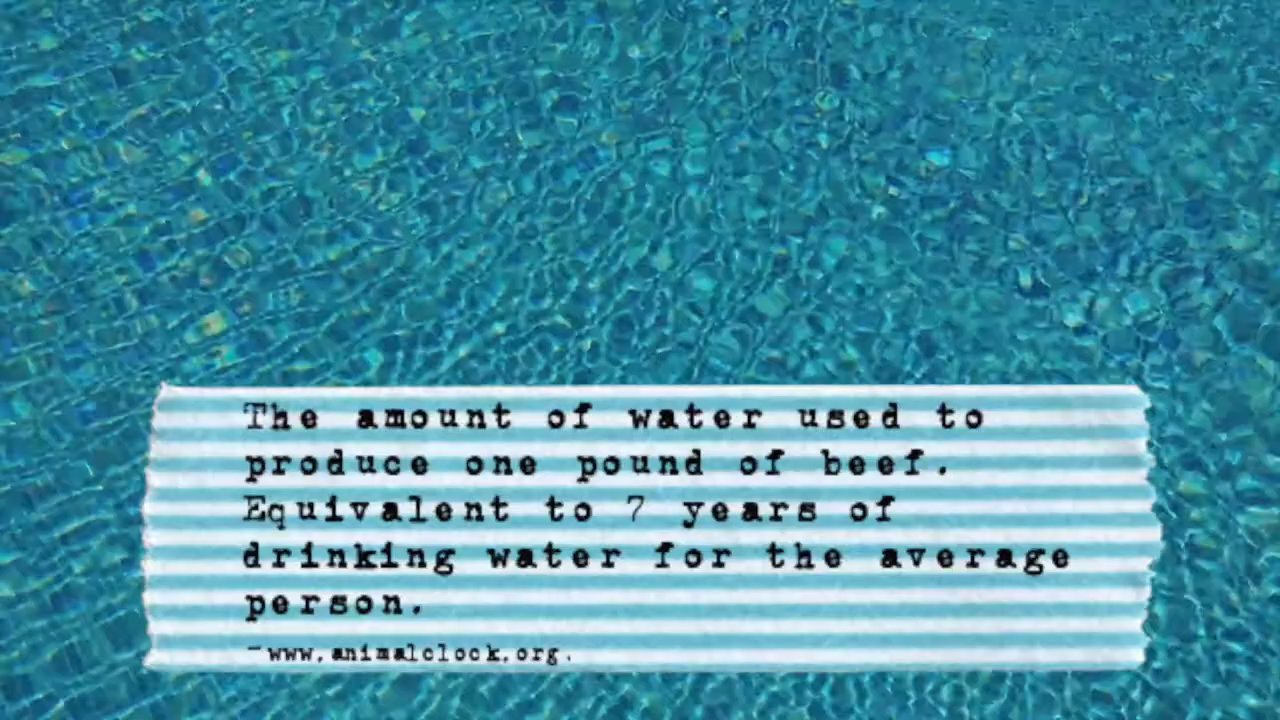 The amount of water used to
produce one pound of beef.
Equivalent to 7 years of
drinking water for the average
person.
-www.animalclock.org.